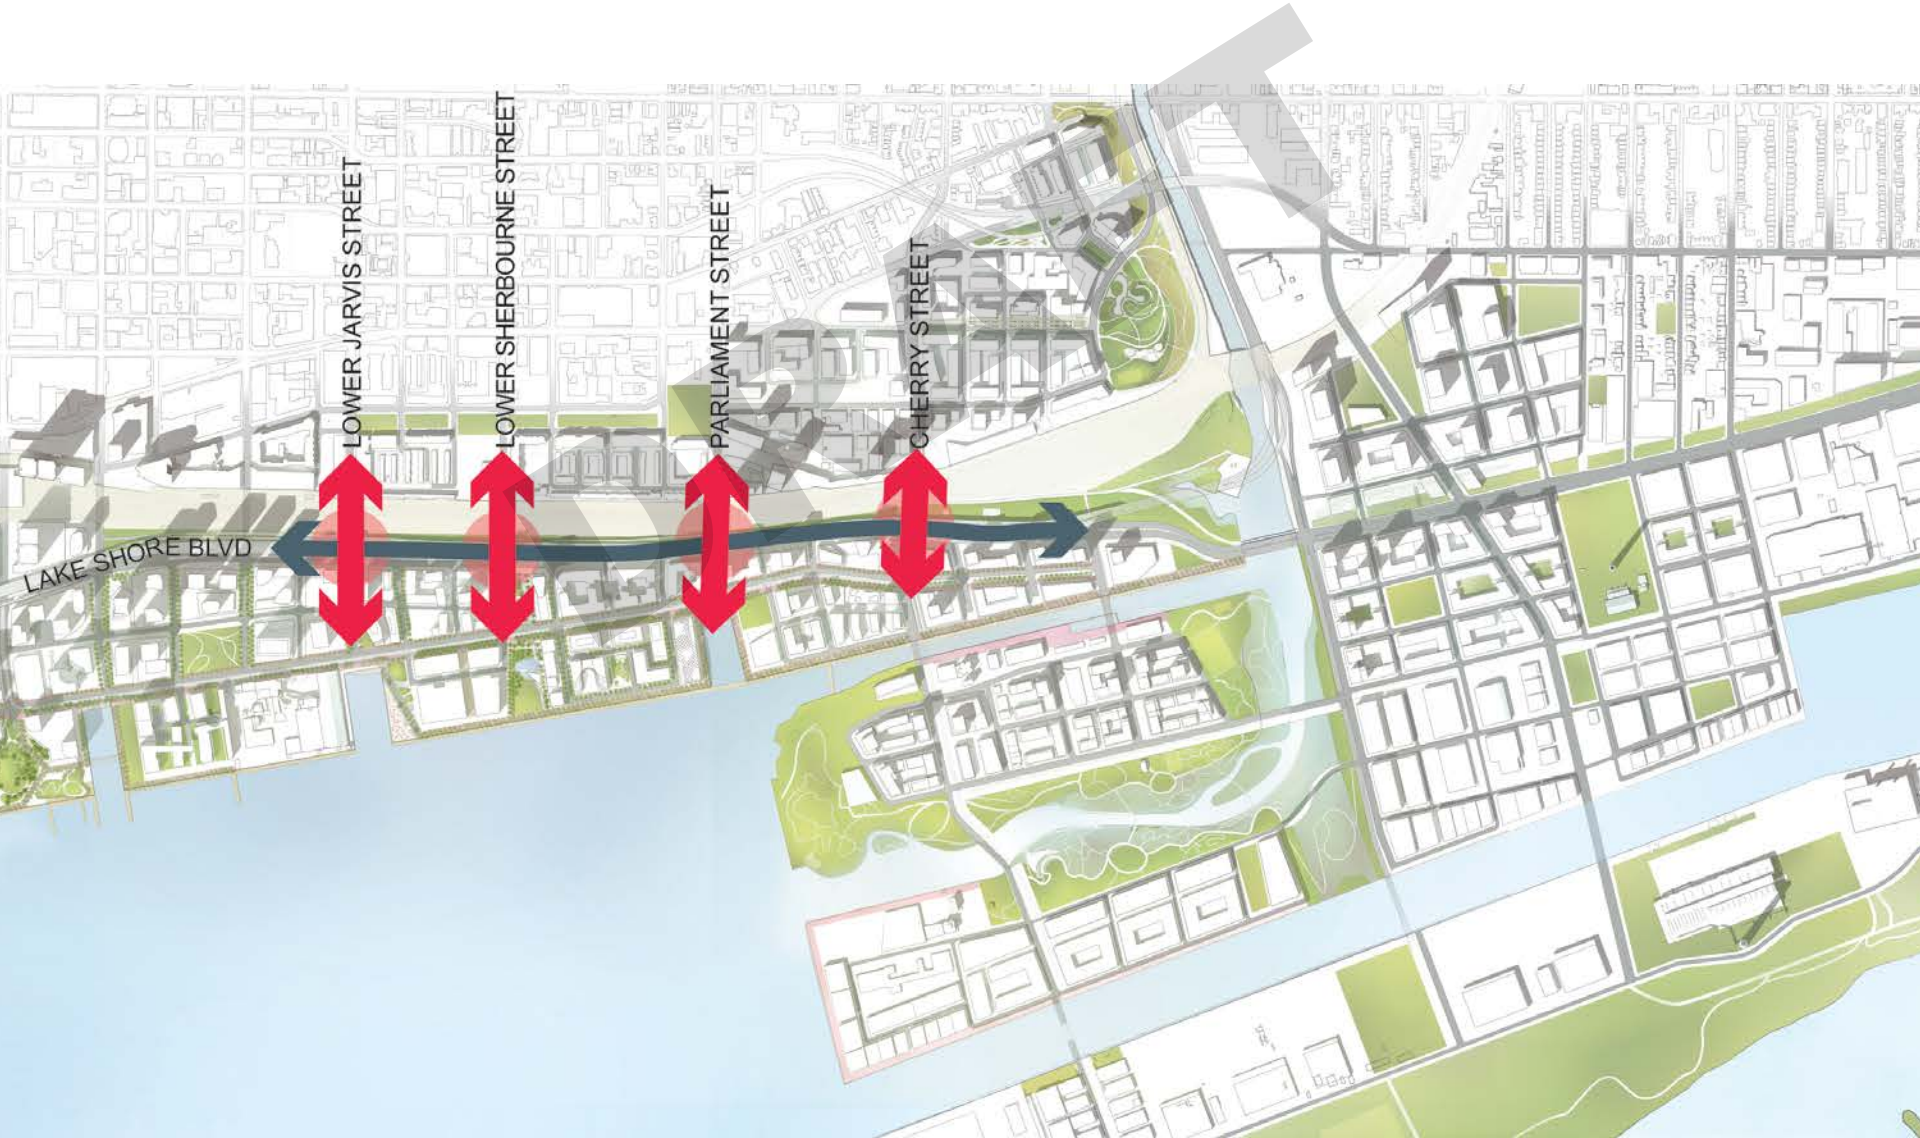 LOWER JARVIS STREET
LOWER SHERBOURNE STREET
PARLIAMENT STREET
CHERRY STREET
LAKE SHORE BLVD
DRAFT